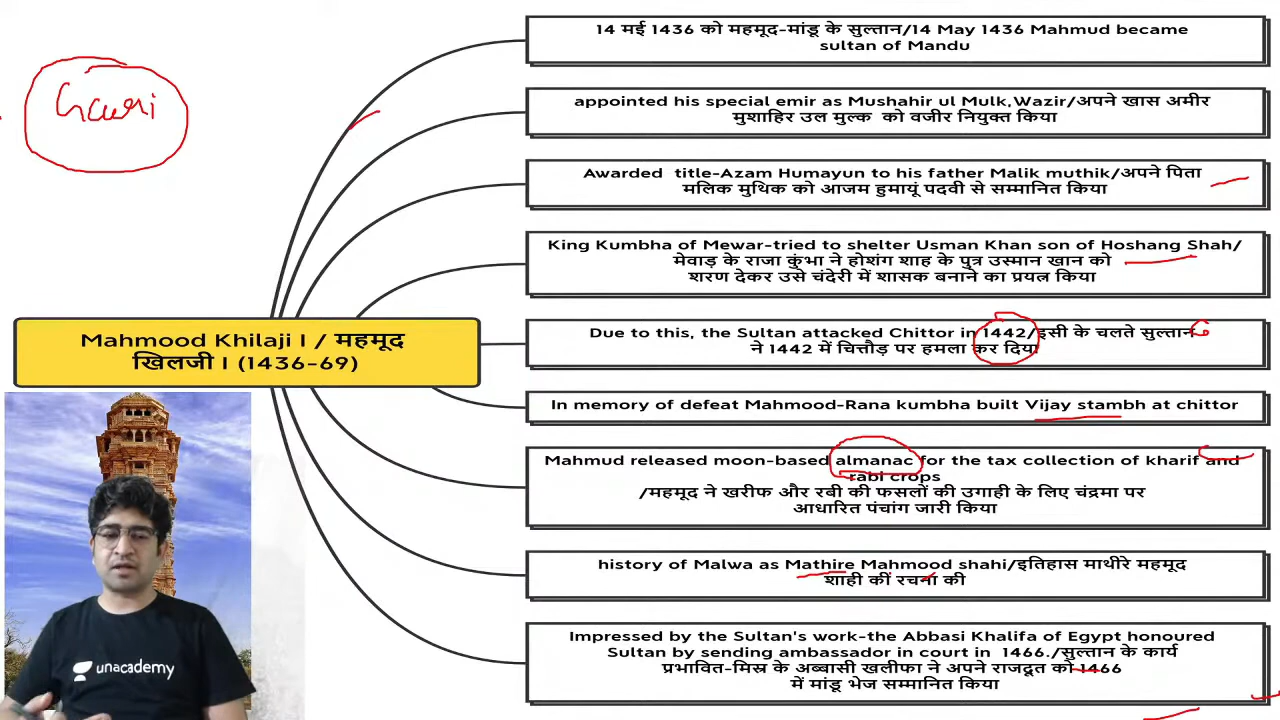 Gauri
14 मई 1436 को महमूद-मांडू के सुल्तान/14 May 1436 Mahmud became
sultan of Mandu
appointed his special emir as Mushahir ul Mulk,Wazir/अपने खास अमीर
मुशाहिर उल मुल्क को वजीर नियुक्त किया
Awarded title-Azam Humayun to his father Malik muthik/अपने पिता
मलिक मुथिक को आजम हुमायूं पदवी से सम्मानित किया
King Kumbha of Mewar-tried to shelter Usman Khan son of Hoshang Shah/
मेवाड़ के राजा कुंभा ने होशंग शाह के पुत्र उस्मान खान को
शरण देकर उसे चंदेरी में शासक बनाने का प्रयत्न किया
Mahmood Khilaji I / महमूद
खिलजी I (1436-69)
Due to this, the Sultan attacked Chittor in 1442/इसी के चलते सुल्तान
ने 1442 में चित्तौड़ पर हमला कर दिया
In memory of defeat Mahmood-Rana kumbha built Vijay stambh at chittor
Mahmud released moon-based almanac for the tax collection of kharif and
rabi crops
/महमूद ने खरीफ और रबी की फसलों की उगाही के लिए चंद्रमा पर
आधारित पंचांग जारी किया
history of Malwa as Mathire Mahmood shahi/इतिहास माथीरे महमूद
शाही की रचना की
Impressed by the Sultan's work-the Abbasi Khalifa of Egypt honoured
Sultan by sending ambassador in court in 1466./सुल्तान के कार्य
प्रभावित-मिस्र के अब्बासी खलीफा ने अपने राजदूत को 1466
में मांडू भेज सम्मानित किया
unacademy